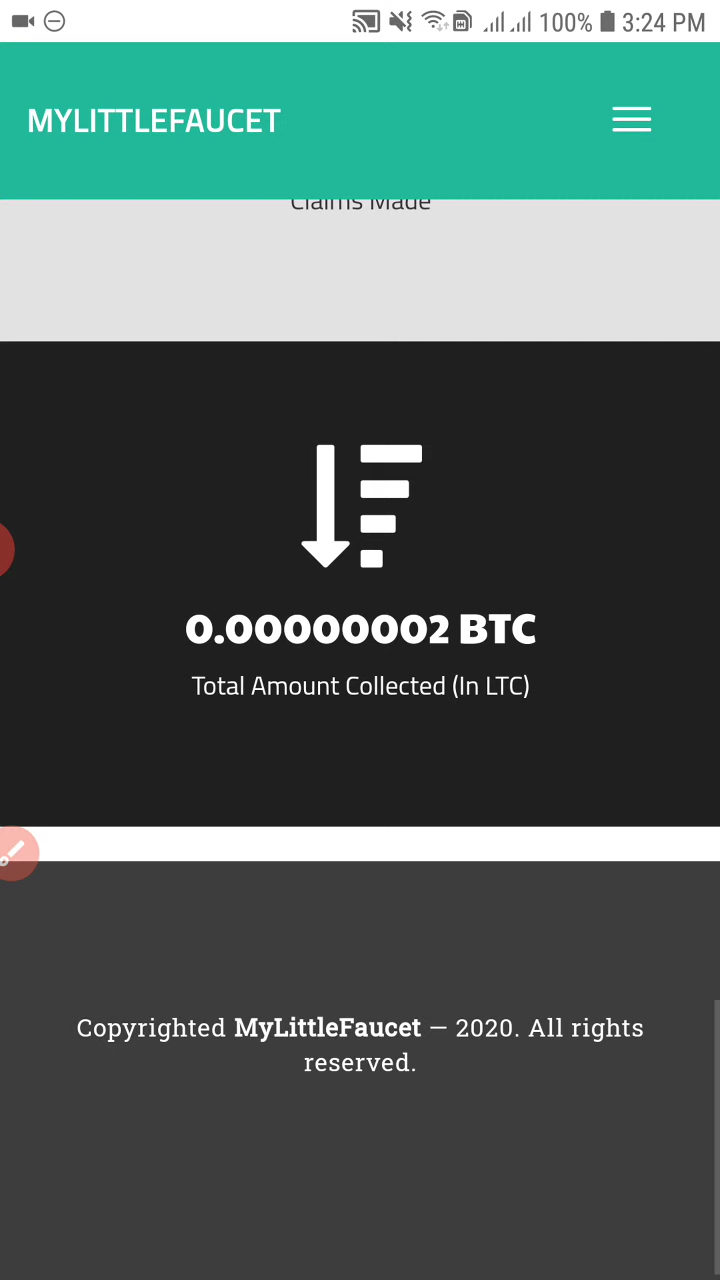 100% 3:24 PM
MYLITTLEFAUCET
Claims Made
0.00000002 BTC
Total Amount Collected (In LTC)
Copyrighted MyLittleFaucet — 2020. All rights
reserved.